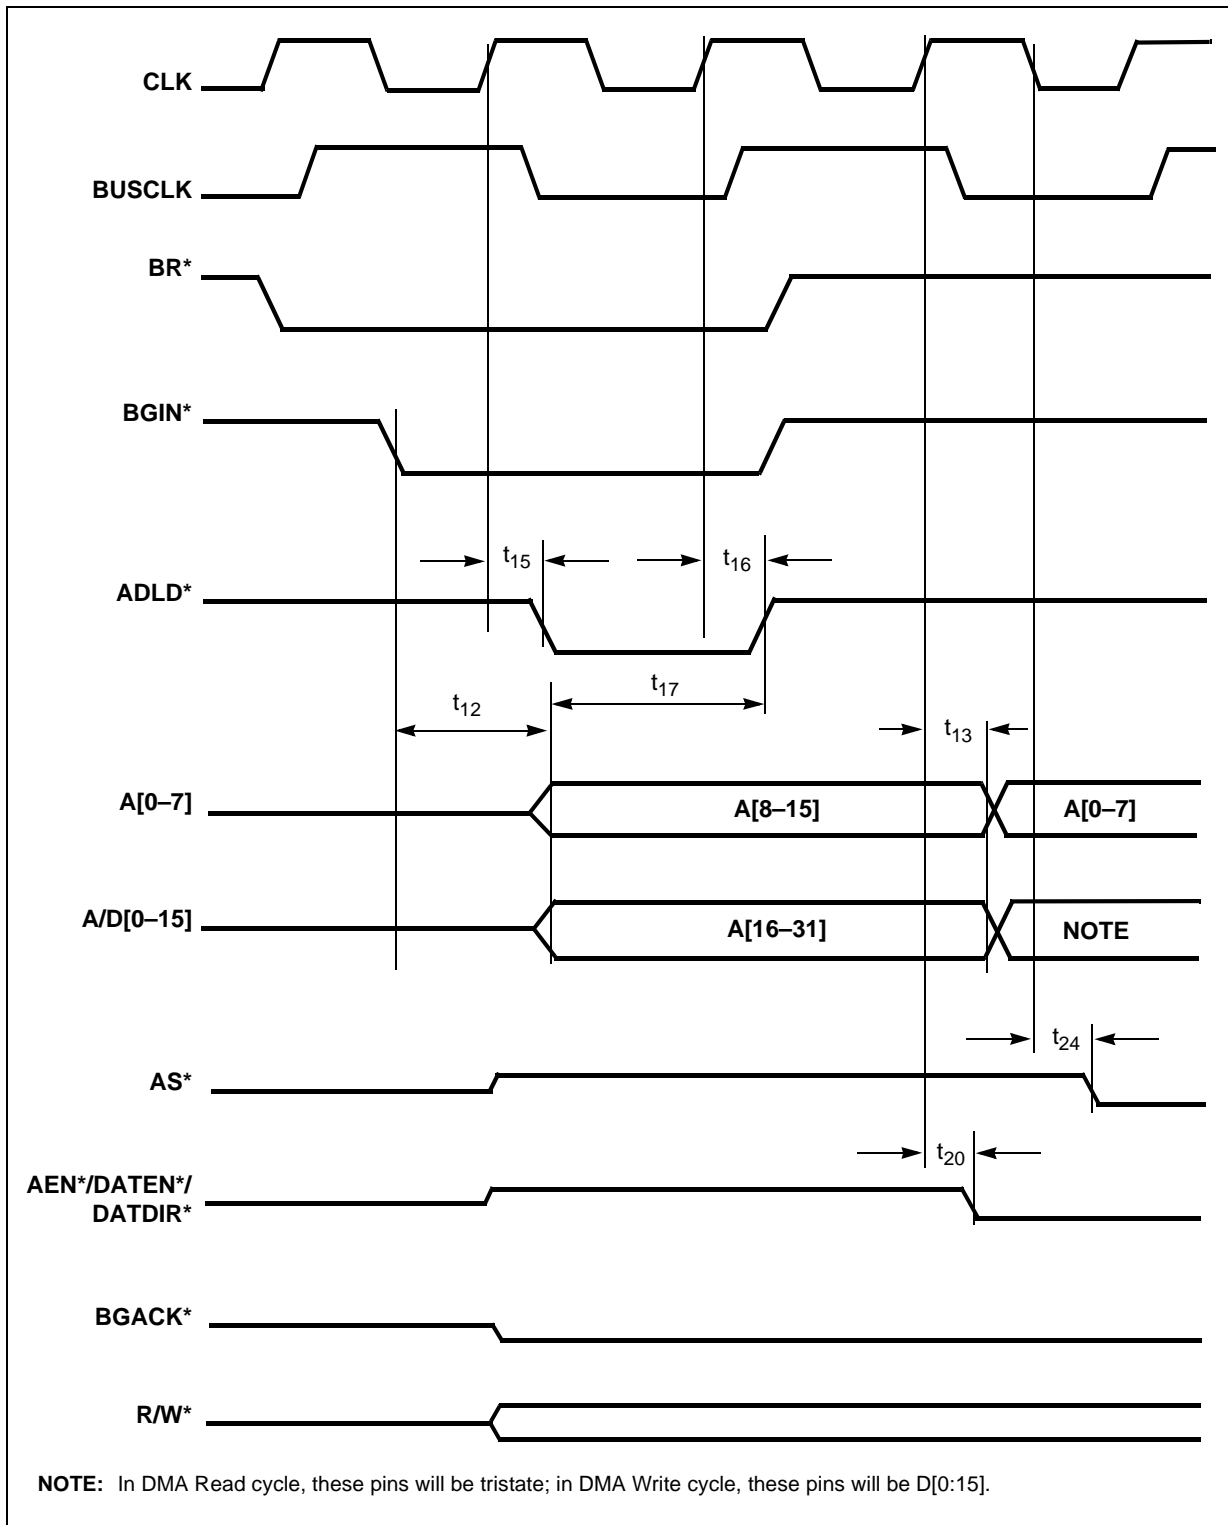 CLK
BUSCLK
BR*
BGIN*
t15
t16
ADLD*
t17
t12
t13
A[0–7]
A[8–15]
A[0–7]
A/D[0–15]
A[16–31]
NOTE
t24
AS*
t20
AEN*/DATEN*/
DATDIR*
BGACK*
R/W*
NOTE: In DMA Read cycle, these pins will be tristate; in DMA Write cycle, these pins will be D[0:15].